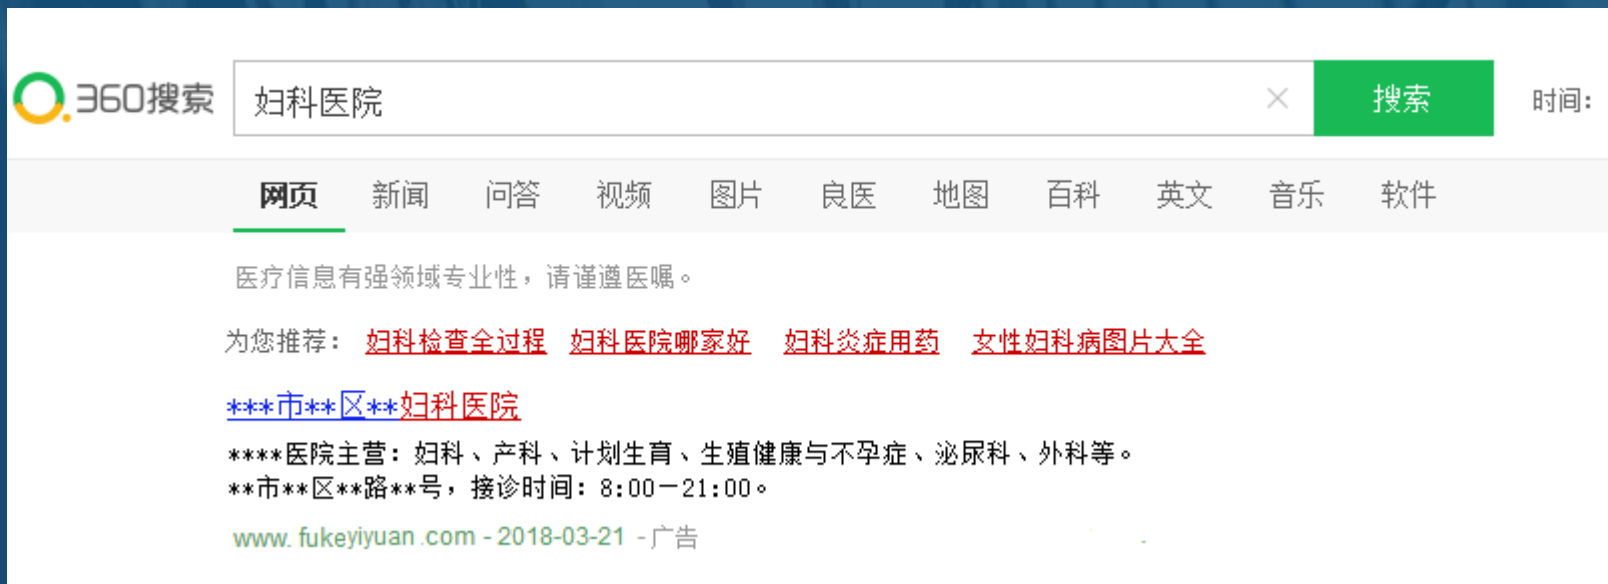 360搜索 妇科医院 × 搜索 时间：
网页 新闻 问答 视频 图片 良医 地图 百科 英文 音乐 软件
医疗信息有强领域专业性，请谨遵医嘱。
为您推荐： 妇科检查全过程 妇科医院哪家好 妇科炎症用药 女性妇科病图片大全
***市**区**妇科医院
****医院主营：妇科、产科、计划生育、生殖健康与不孕症、泌尿科、外科等。
**市**区**路**号，接诊时间：8:00－21:00。
www. fukeyiyuan .com - 2018-03-21 - 广告